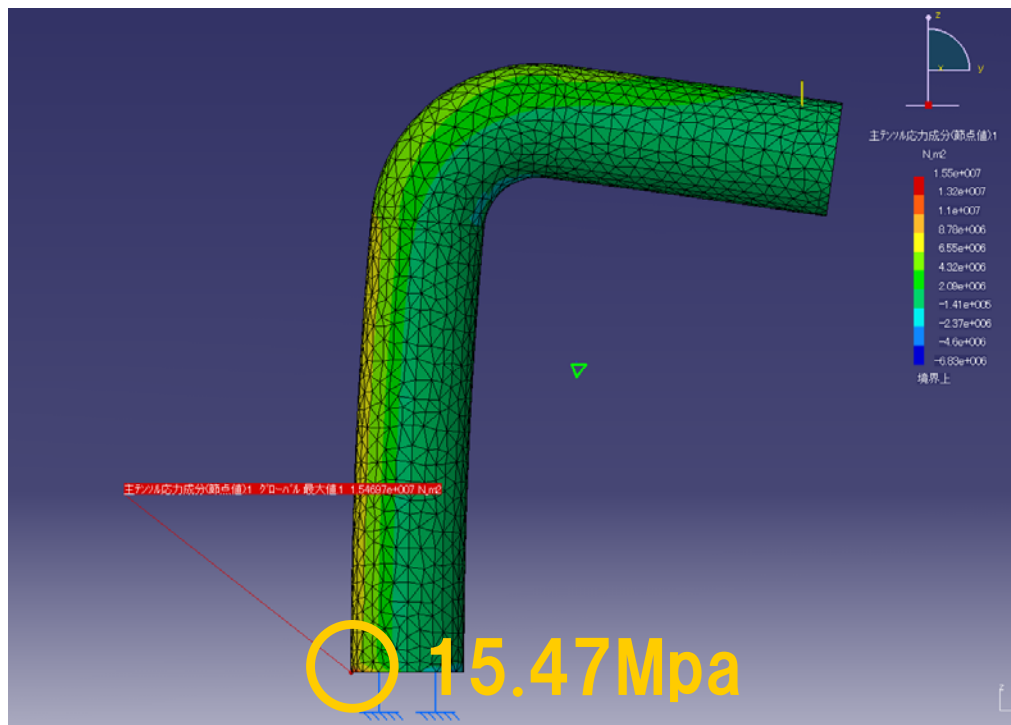 z
x
y
主テンソル応力成分(節点値).1
N_m2
1.55e+007
1.32e+007
1.1e+007
8.78e+006
6.55e+006
4.32e+006
2.09e+006
-1.41e+005
-2.37e+006
-4.6e+006
-6.83e+006
境界上
主テンソル応力成分(節点値).1 グローバル 最大値.1 1.54697e+007 N_m2
15.47Mpa
z